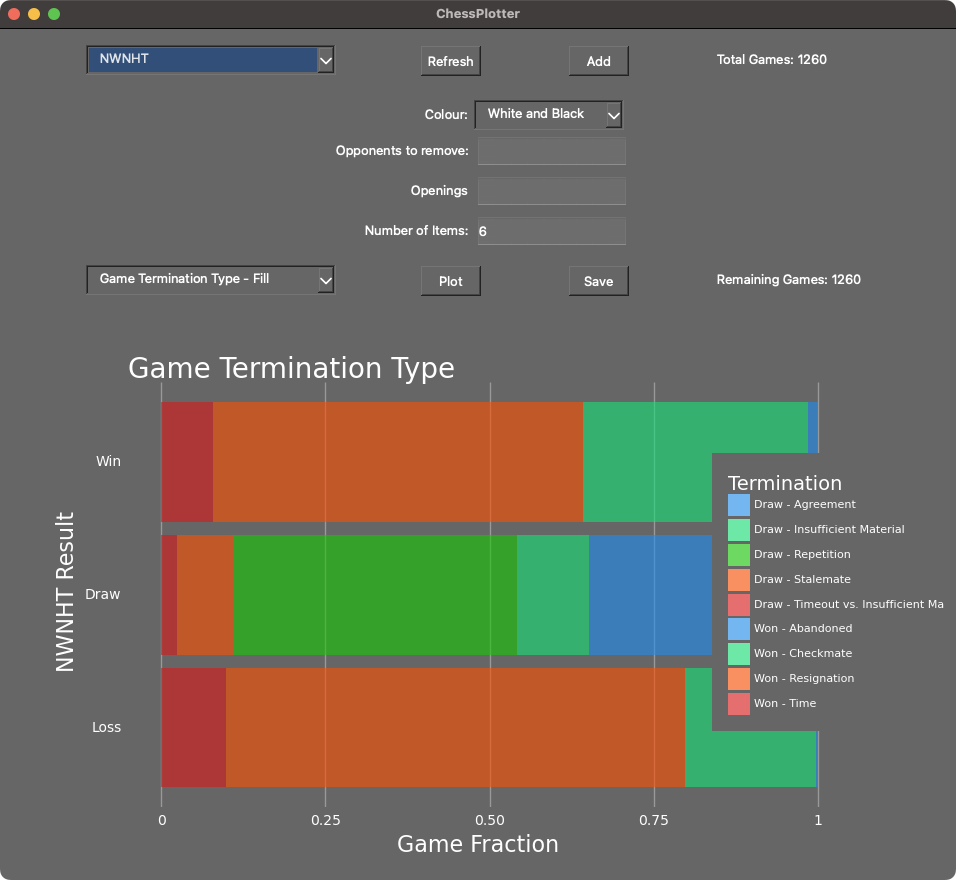 ChessPlotter
NWNHT
Refresh
Add
Total Games: 1260
Colour:
White and Black
Opponents to remove:
Openings
Number of Items:
6
Game Termination Type - Fill
Plot
Save
Remaining Games: 1260
Game Termination Type
NWNHT Result
Win
Draw
Loss
Termination
Draw - Agreement
Draw - Insufficient Material
Draw - Repetition
Draw - Stalemate
Draw - Timeout vs. Insufficient Ma
Won - Abandoned
Won - Checkmate
Won - Resignation
Won - Time
0
0.25
0.50
0.75
1
Game Fraction